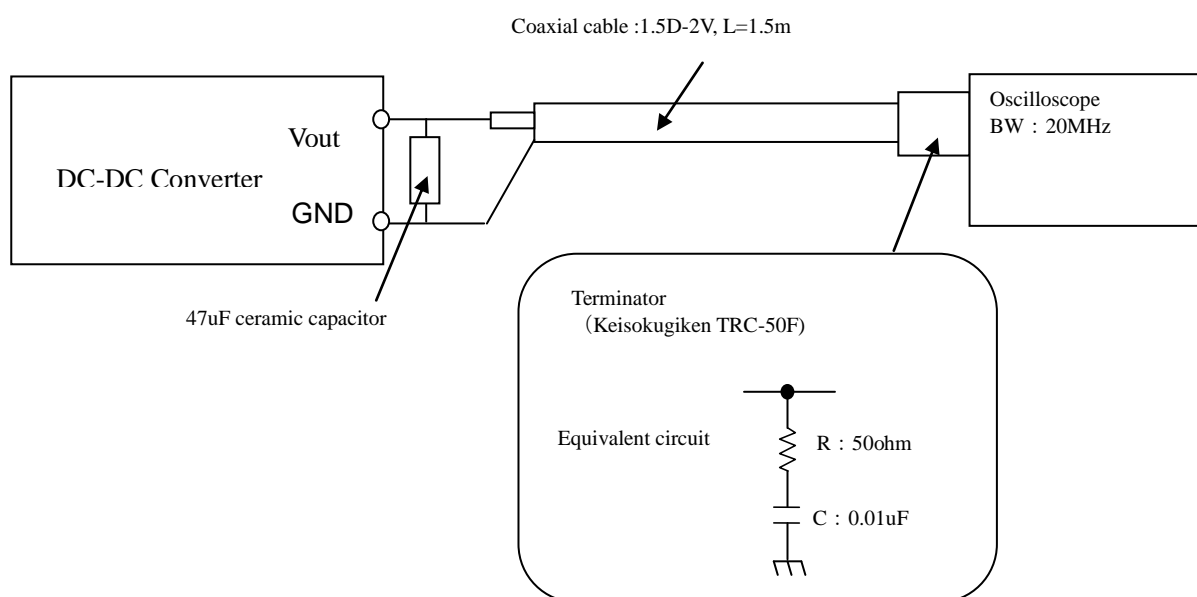 Coaxial cable :1.5D-2V, L=1.5m
Oscilloscope
BW：20MHz
Vout
DC-DC Converter
GND
47uF ceramic capacitor
Terminator
（Keisokugiken TRC-50F)
Equivalent circuit
R：50ohm
C：0.01uF